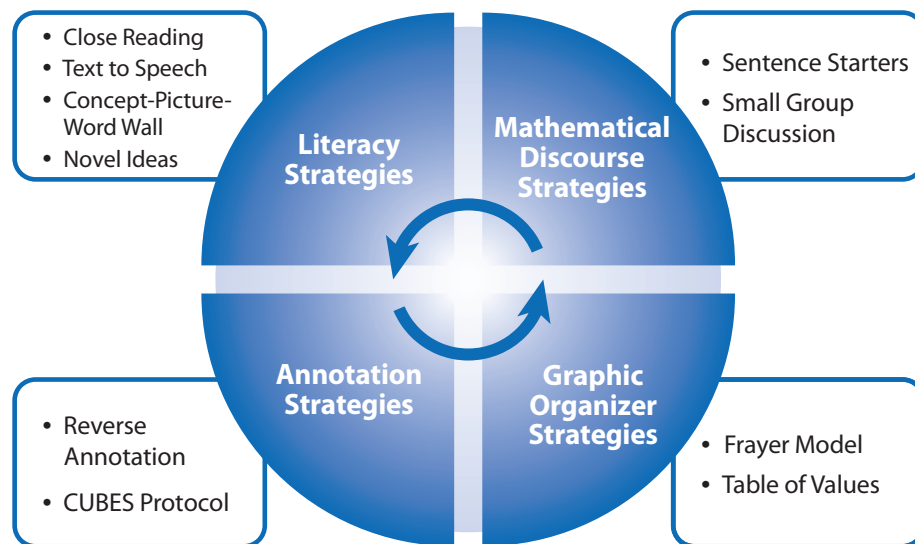 • Close Reading
• Text to Speech
• Concept-Picture-
Word Wall
• Novel Ideas
Literacy
Strategies
Mathematical
Discourse
Strategies
• Sentence Starters
• Small Group
Discussion
Annotation
Strategies
• Reverse
Annotation
• CUBES Protocol
Graphic
Organizer
Strategies
• Frayer Model
• Table of Values